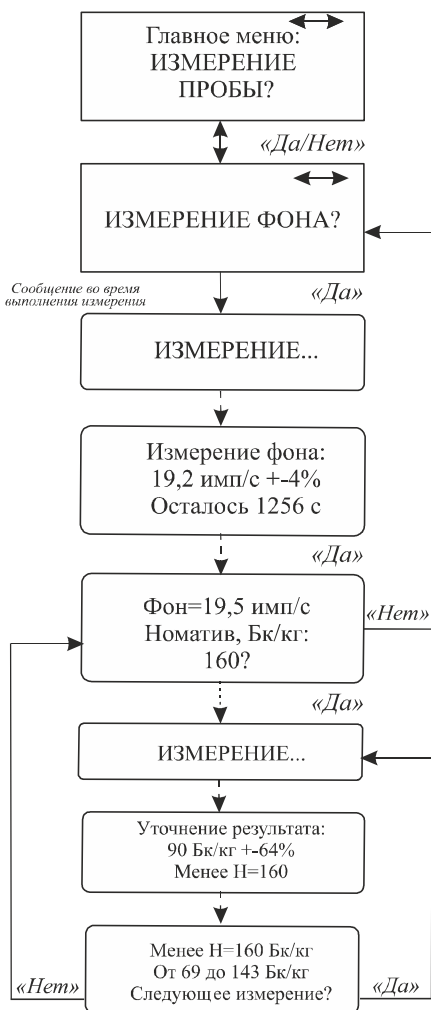 Главное меню:
ИЗМЕРЕНИЕ
ПРОБЫ?
«Да/Нет»
ИЗМЕРЕНИЕ ФОНА?
Сообщение во время
выполнения измерения
«Да»
ИЗМЕРЕНИЕ...
Измерение фона:
19,2 имп/с +-4%
Осталось 1256 с
«Да»
Фон=19,5 имп/с
Номатив, Бк/кг:
160?
«Нет»
«Да»
ИЗМЕРЕНИЕ...
Уточнение результата:
90 Бк/кг +-64%
Менее Н=160
Менее Н=160 Бк/кг
От 69 до 143 Бк/кг
Следующее измерение?
«Нет»
«Да»